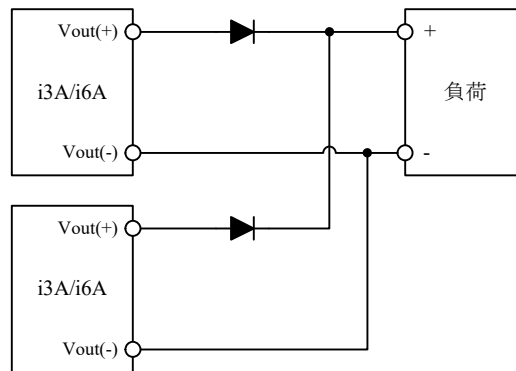 Vout(+)
+
i3A/i6A
負荷
Vout(-)
-
Vout(+)
i3A/i6A
Vout(-)